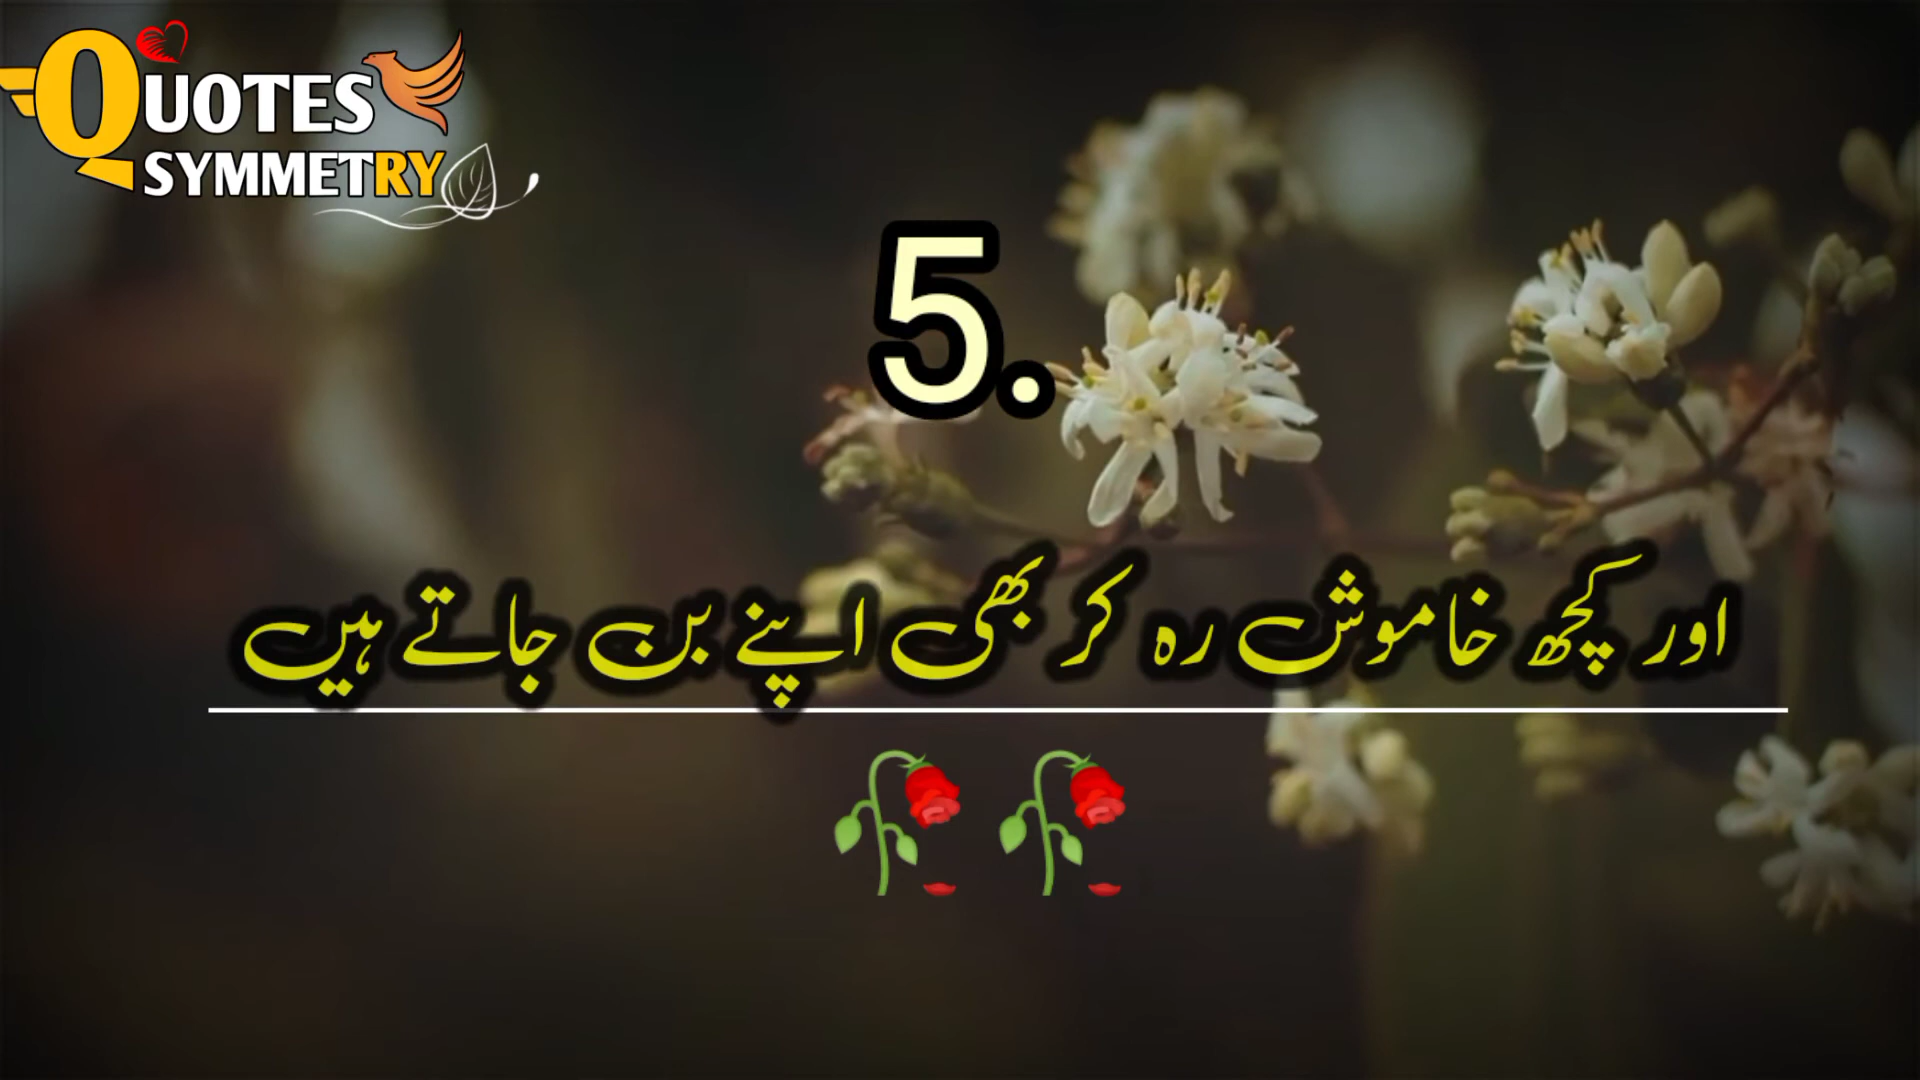 QUOTES
SYMMETRY
5.
اور کچھ خاموش رہ کر بھی اپنے بن جاتے ہیں